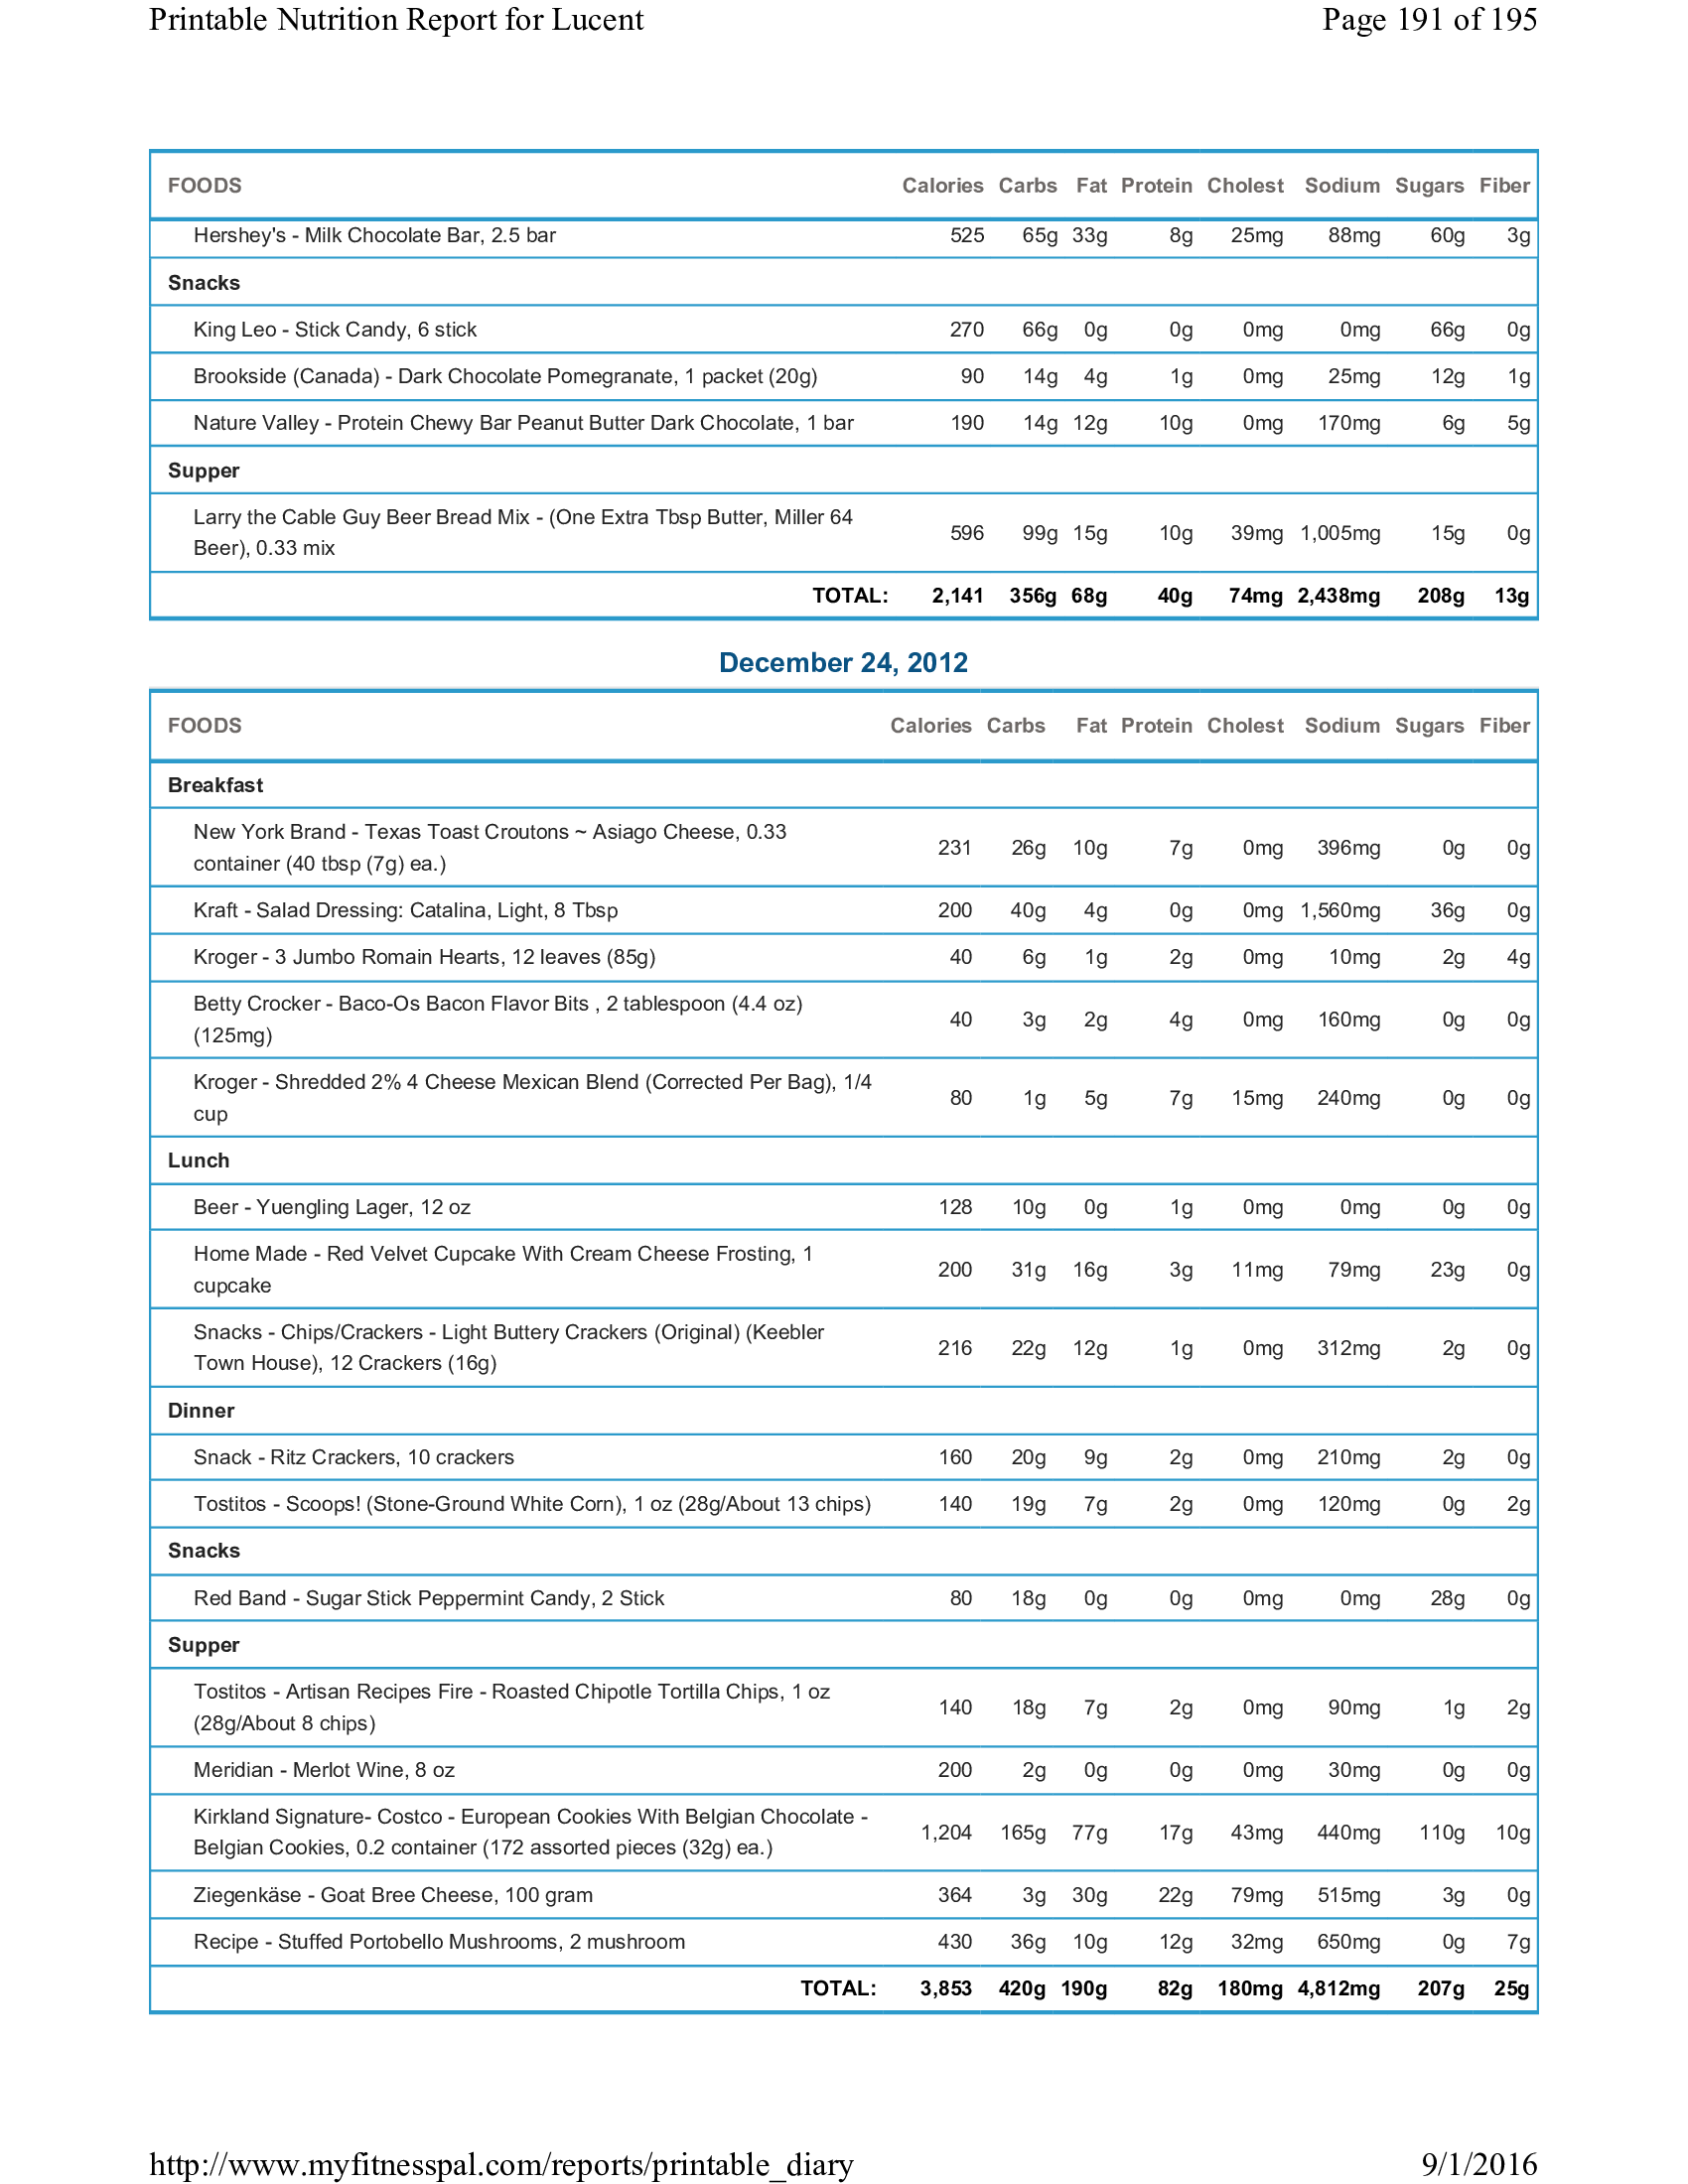 Printable Nutrition Report for Lucent Page 191 of 195
FOODS Calories Carbs Fat Protein Cholest Sodium Sugars Fiber
Hershey's - Milk Chocolate Bar, 2.5 bar 525 65g 33g 8g 25mg 88mg 60g 3g
Snacks
King Leo - Stick Candy, 6 stick 270 66g 0g 0g 0mg 0mg 66g 0g
Brookside (Canada) - Dark Chocolate Pomegranate, 1 packet (20g) 90 14g 4g 1g 0mg 25mg 12g 1g
Nature Valley - Protein Chewy Bar Peanut Butter Dark Chocolate, 1 bar 190 14g 12g 10g 0mg 170mg 6g 5g
Supper
Larry the Cable Guy Beer Bread Mix - (One Extra Tbsp Butter, Miller 64
Beer), 0.33 mix 596 99g 15g 10g 39mg 1,005mg 15g 0g
TOTAL: 2,141 356g 68g 40g 74mg 2,438mg 208g 13g
December 24, 2012
FOODS Calories Carbs Fat Protein Cholest Sodium Sugars Fiber
Breakfast
New York Brand - Texas Toast Croutons ~ Asiago Cheese, 0.33
container (40 tbsp (7g) ea.) 231 26g 10g 7g 0mg 396mg 0g 0g
Kraft - Salad Dressing: Catalina, Light, 8 Tbsp 200 40g 4g 0g 0mg 1,560mg 36g 0g
Kroger - 3 Jumbo Romain Hearts, 12 leaves (85g) 40 6g 1g 2g 0mg 10mg 2g 4g
Betty Crocker - Baco-Os Bacon Flavor Bits , 2 tablespoon (4.4 oz)
(125mg) 40 3g 2g 4g 0mg 160mg 0g 0g
Kroger - Shredded 2% 4 Cheese Mexican Blend (Corrected Per Bag), 1/4
cup 80 1g 5g 7g 15mg 240mg 0g 0g
Lunch
Beer - Yuengling Lager, 12 oz 128 10g 0g 1g 0mg 0mg 0g 0g
Home Made - Red Velvet Cupcake With Cream Cheese Frosting, 1
cupcake 200 31g 16g 3g 11mg 79mg 23g 0g
Snacks - Chips/Crackers - Light Buttery Crackers (Original) (Keebler
Town House), 12 Crackers (16g) 216 22g 12g 1g 0mg 312mg 2g 0g
Dinner
Snack - Ritz Crackers, 10 crackers 160 20g 9g 2g 0mg 210mg 2g 0g
Tostitos - Scoops! (Stone-Ground White Corn), 1 oz (28g/About 13 chips) 140 19g 7g 2g 0mg 120mg 0g 2g
Snacks
Red Band - Sugar Stick Peppermint Candy, 2 Stick 80 18g 0g 0g 0mg 0mg 28g 0g
Supper
Tostitos - Artisan Recipes Fire - Roasted Chipotle Tortilla Chips, 1 oz
(28g/About 8 chips) 140 18g 7g 2g 0mg 90mg 1g 2g
Meridian - Merlot Wine, 8 oz 200 2g 0g 0g 0mg 30mg 0g 0g
Kirkland Signature- Costco - European Cookies With Belgian Chocolate -
Belgian Cookies, 0.2 container (172 assorted pieces (32g) ea.) 1,204 165g 77g 17g 43mg 440mg 110g 10g
Ziegenkäse - Goat Bree Cheese, 100 gram 364 3g 30g 22g 79mg 515mg 3g 0g
Recipe - Stuffed Portobello Mushrooms, 2 mushroom 430 36g 10g 12g 32mg 650mg 0g 7g
TOTAL: 3,853 420g 190g 82g 180mg 4,812mg 207g 25g
http://www.myfitnesspal.com/reports/printable_diary 9/1/2016